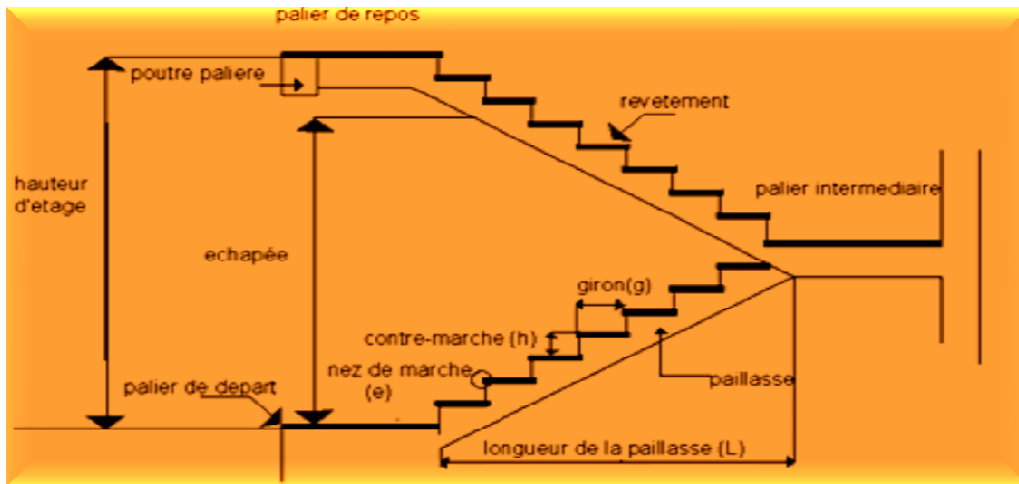 palier de repos
poutre paliere
revetement
hauteur
d'etage
palier intermediaire
echapée
giron(g)
contre-marche (h)
nez de marche
(e)
paillasse
palier de depart
longueur de la paillasse (L)